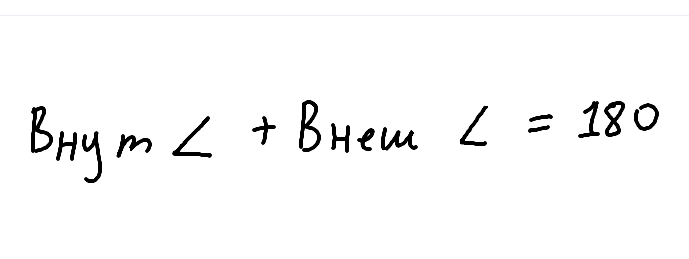 Внут ∠ + Внеш ∠ = 180